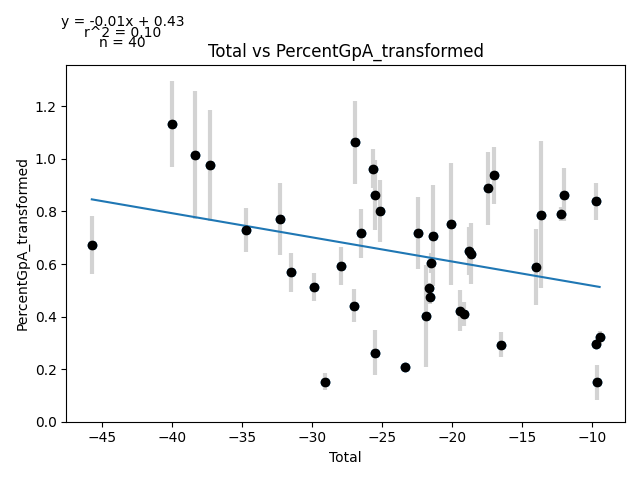 y = -0.01x + 0.43
r^2 = 0.10
n = 40
Total vs PercentGpA_transformed
PercentGpA_transformed
1.2
1.0
0.8
0.6
0.4
0.2
0.0
−45
−40
−35
−30
−25
−20
−15
−10
Total